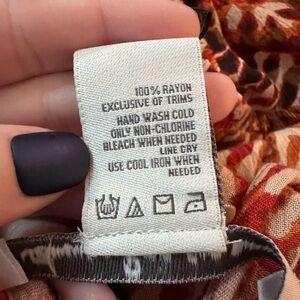 100% RAYON
EXCLUSIVE OF TRIMS
HAND WASH COLD
ONLY NON-CHLORINE
BLEACH WHEN NEEDED
LINE DRY
USE COOL IRON WHEN
NEEDED